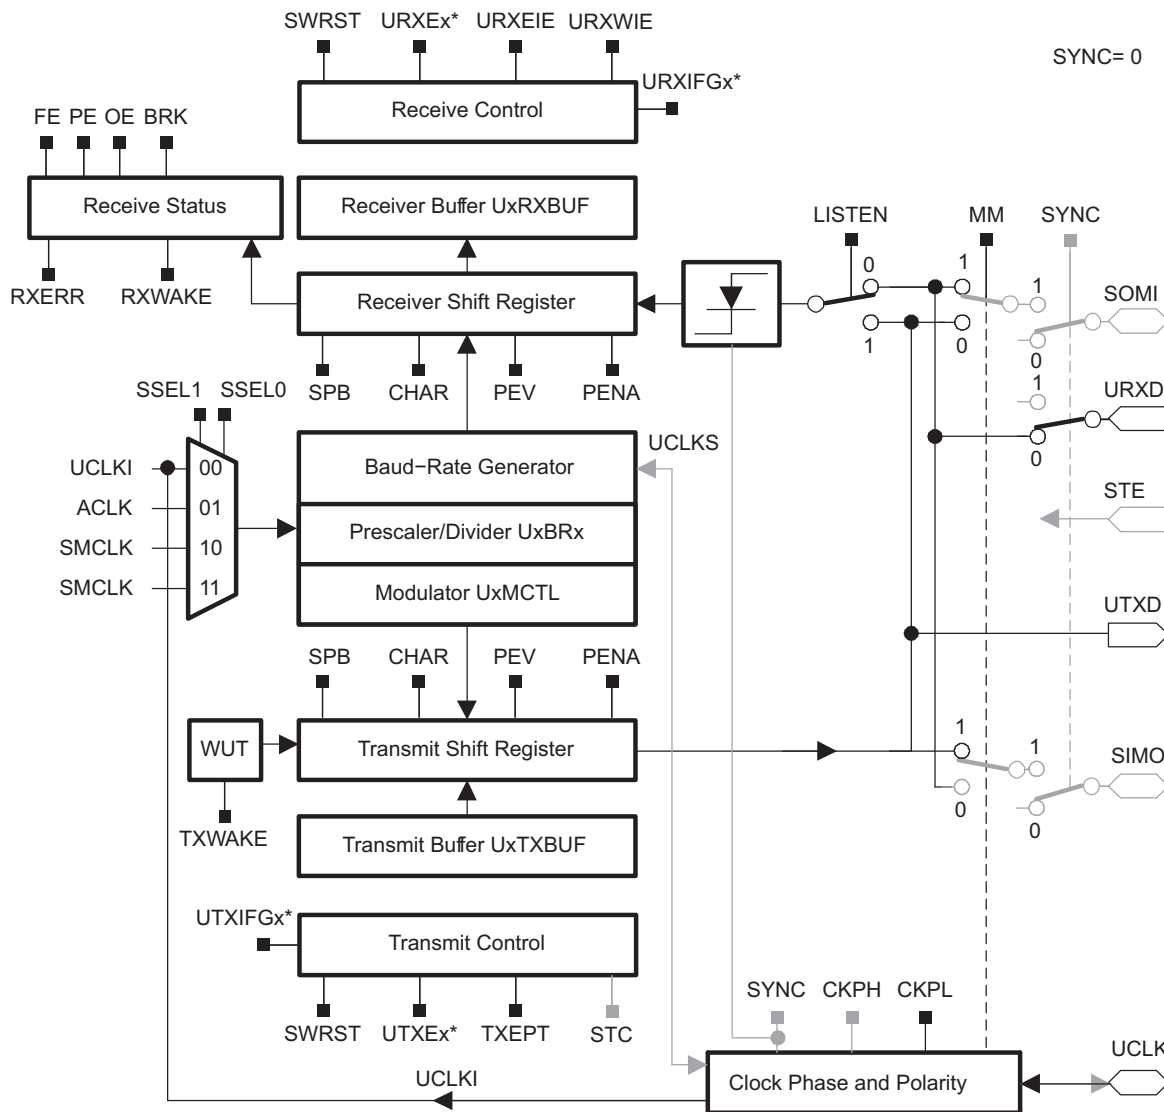 SWRST URXEx* URXEIE URXWIE
SYNC= 0
URXIFGx*
Receive Control
FE PE OE BRK
Receive Status
Receiver Buffer UxRXBUF
LISTEN MM SYNC
RXERR RXWAKE
Receiver Shift Register
0 1 1
SOMI
1 0 0
SPB CHAR PEV PENA
SSEL1 SSEL0
1
URXD
UCLKS
0
UCLKI 00
Baud−Rate Generator
ACLK 01
STE
Prescaler/Divider UxBRx
SMCLK 10
SMCLK 11
Modulator UxMCTL
UTXD
SPB CHAR PEV PENA
WUT
Transmit Shift Register
1 1
SIMO
0 0
TXWAKE
Transmit Buffer UxTXBUF
UTXIFGx*
Transmit Control
SYNC CKPH CKPL
SWRST UTXEx* TXEPT STC
UCLK
UCLKI
Clock Phase and Polarity